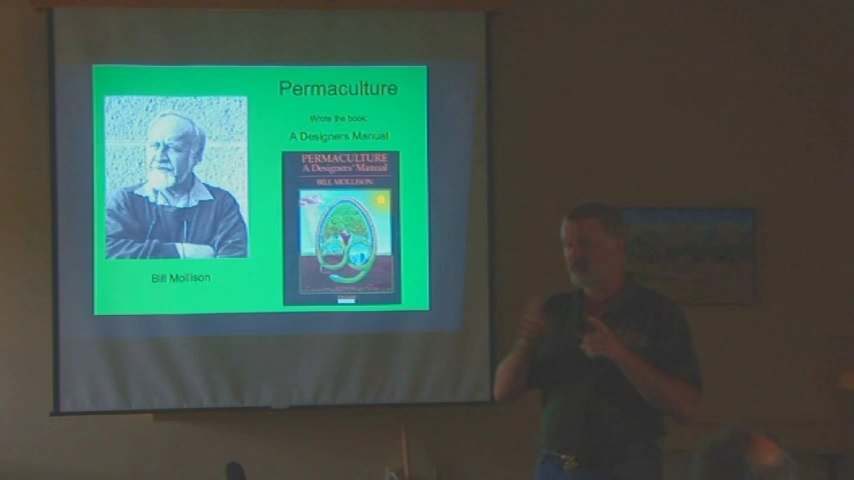 Permaculture
Wrote the book:
A Designers Manual
PERMACULTURE
A Designers' Manual
BILL MOLLISON
Bill Mollison